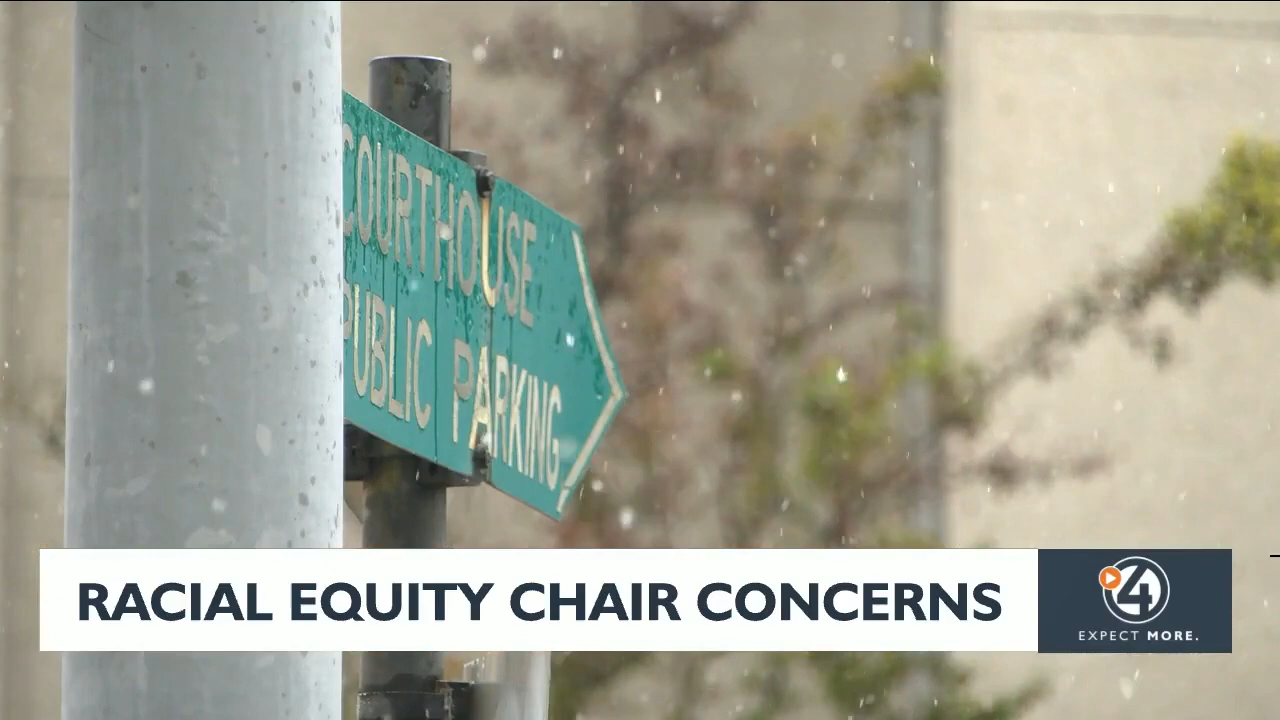 COURTHOUSE
PUBLIC PARKING
RACIAL EQUITY CHAIR CONCERNS
4
EXPECT MORE.